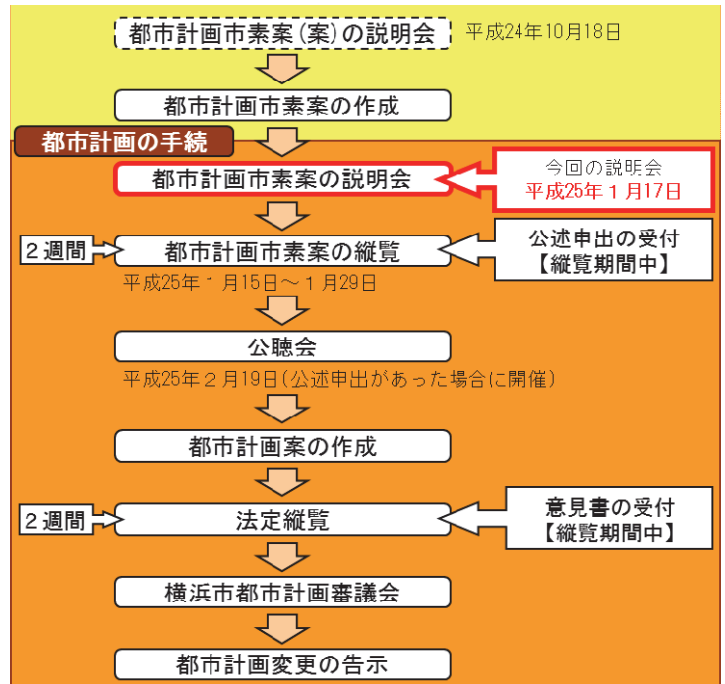 都市計画市素案(案)の説明会 平成24年10月18日
都市計画市素案の作成
都市計画の手続
都市計画市素案の説明会
今回の説明会
平成25年1月17日
2週間
都市計画市素案の縦覧
公述申出の受付
【縦覧期間中】
平成25年1月15日～1月29日
公聴会
平成25年2月19日(公述申出があった場合に開催)
都市計画案の作成
2週間
法定縦覧
意見書の受付
【縦覧期間中】
横浜市都市計画審議会
都市計画変更の告示